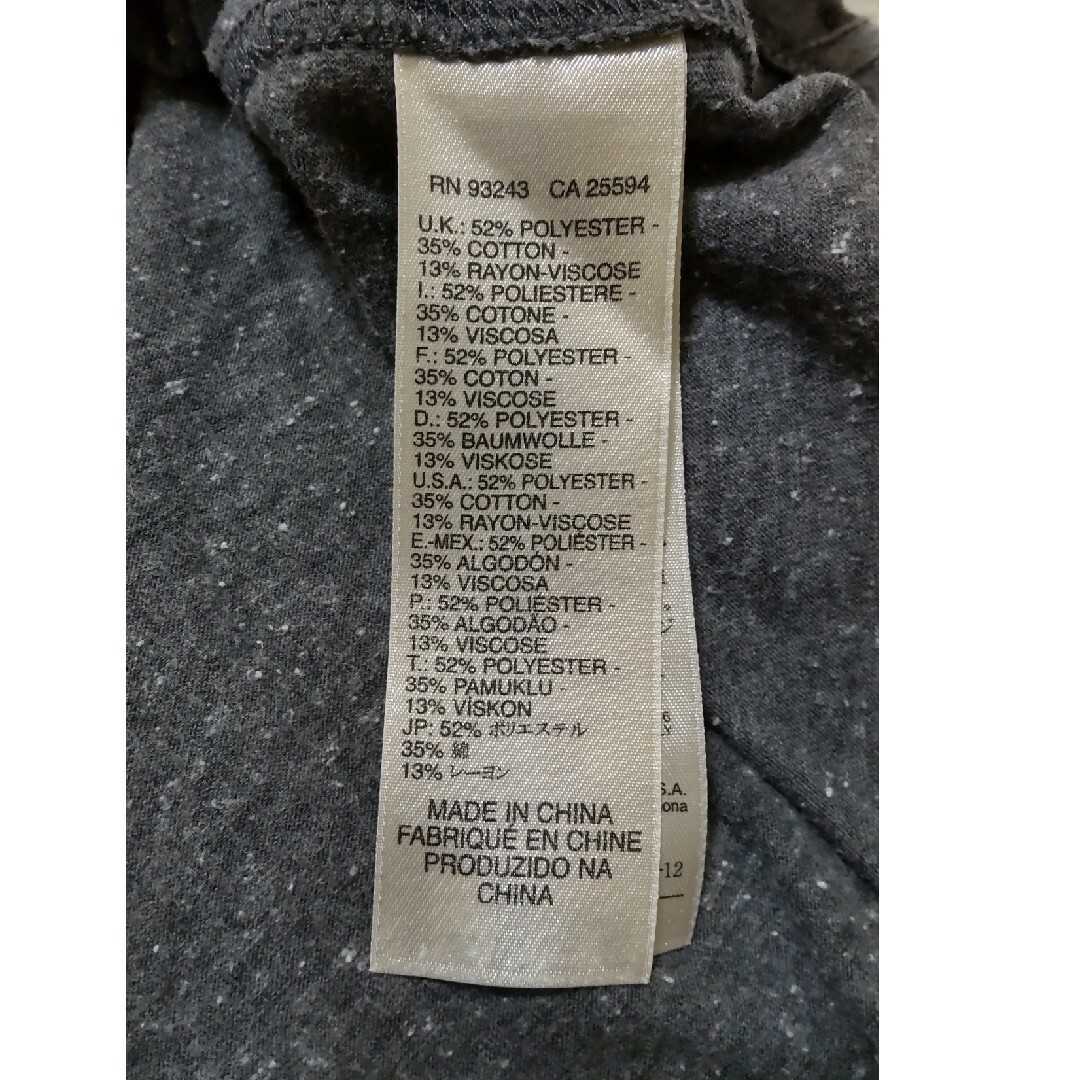 RN 93243 CA 25594
U.K.: 52% POLYESTER -
35% COTTON -
13% RAYON-VISCOSE
I.: 52% POLIESTERE -
35% COTONE -
13% VISCOSA
F.: 52% POLYESTER -
35% COTON -
13% VISCOSE
D.: 52% POLYESTER -
35% BAUMWOLLE -
13% VISKOSE
U.S.A.: 52% POLYESTER -
35% COTTON -
13% RAYON-VISCOSE
E.-MEX.: 52% POLIÉSTER -
35% ALGODÓN -
13% VISCOSA
P.: 52% POLIÉSTER -
35% ALGODÃO -
13% VISCOSE
T.: 52% POLYESTER -
35% PAMUKLU -
13% VİSKON
JP: 52% ポリエステル
35% 綿
13% レーヨン
MADE IN CHINA
FABRIQUÉ EN CHINE
PRODUZIDO NA
CHINA
S.A.
ona
-12